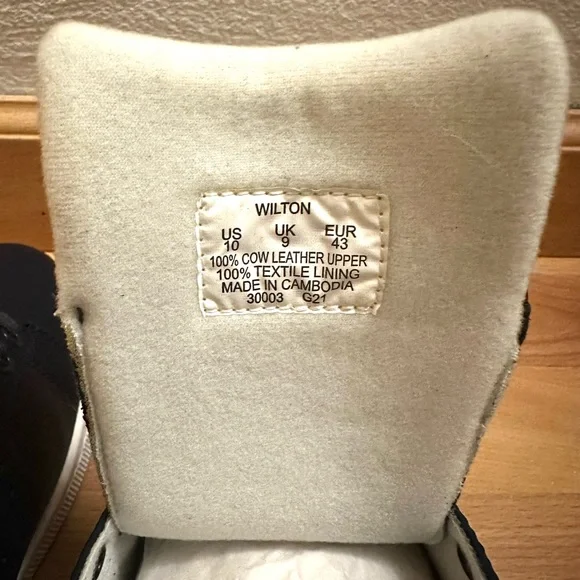 WILTON
US UK EUR
10 9 43
100% COW LEATHER UPPER
100% TEXTILE LINING
MADE IN CAMBODIA
30003 G21